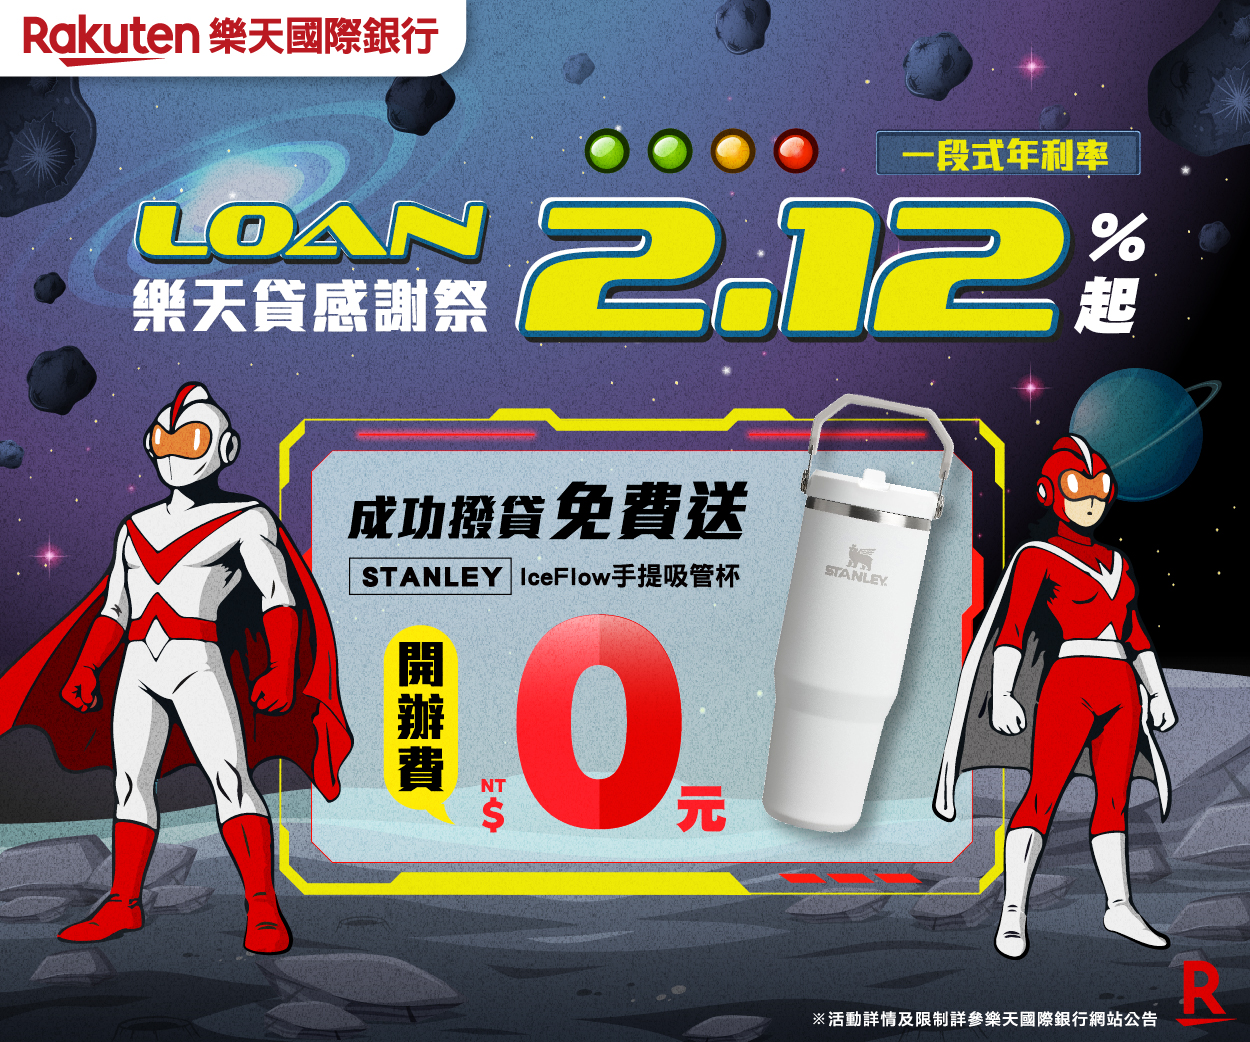 Rakuten 樂天國際銀行
一段式年利率
LOAN
樂天貸感謝祭
2.12%起
成功撥貸免費送
STANLEY IceFlow手提吸管杯
STANLEY
開辦費
NT$0元
R
※活動詳情及限制詳參樂天國際銀行網站公告